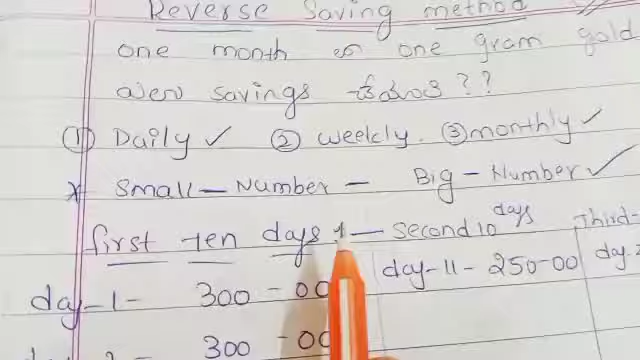 Reverse Saving method
one month లో one gram gold
ఎలా savings చేయాలి ??
① Daily ✓ ② weekly. ③ monthly ✓
* Small - Number - Big - Number ✓
first ten days - second 10 days Third-
day-1- 300-00 day-11-250-00 day-
300-00